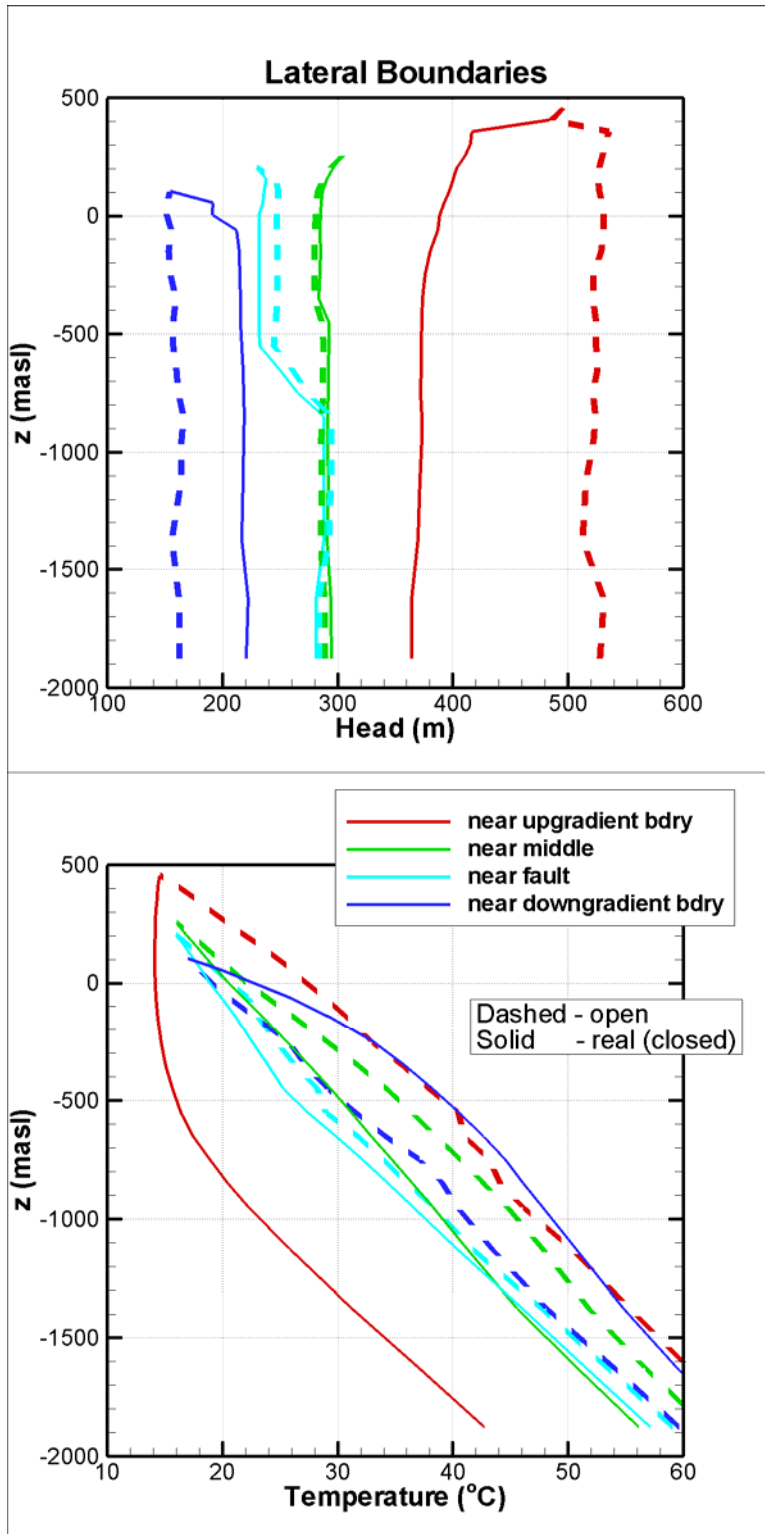 Lateral Boundaries
500
0
-500
-1000
-1500
-2000
z (masl)
100 200 300 400 500 600
Head (m)
near upgradient bdry
near middle
near fault
near downgradient bdry
Dashed - open
Solid - real (closed)
500
0
-500
-1000
-1500
-2000
z (masl)
10 20 30 40 50 60
Temperature (°C)